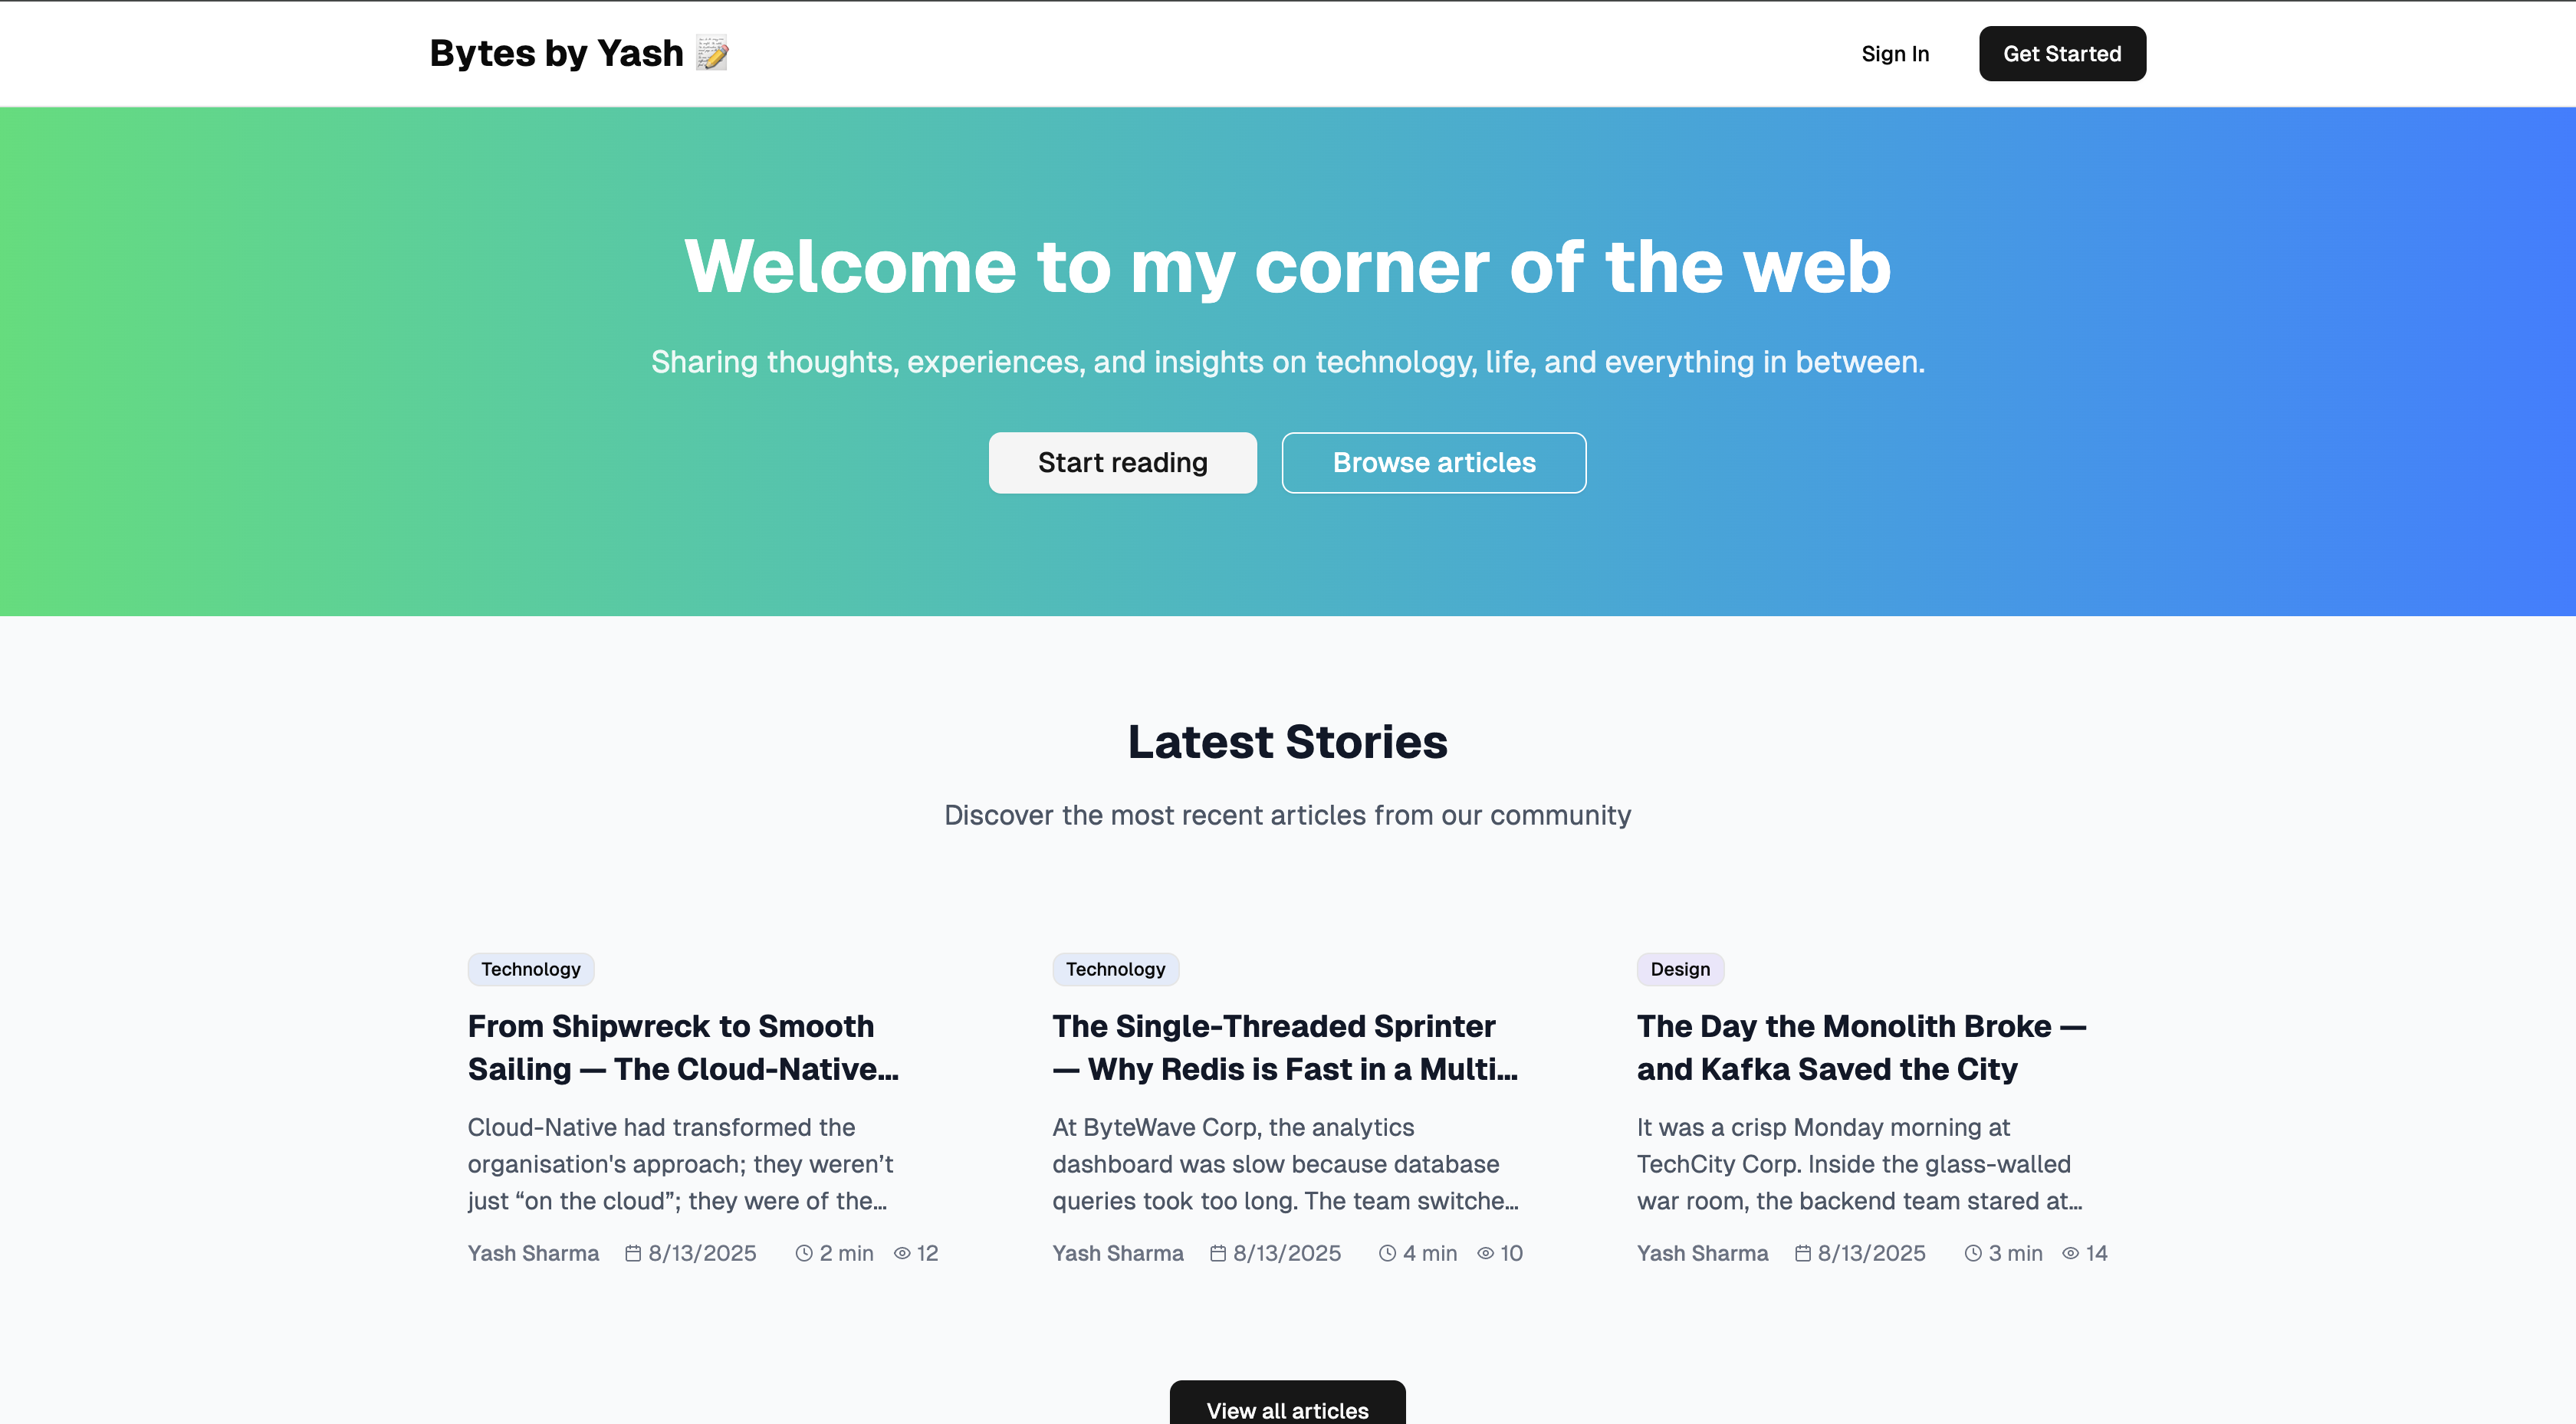 Bytes by Yash
Sign In
Get Started
Welcome to my corner of the web
Sharing thoughts, experiences, and insights on technology, life, and everything in between.
Start reading
Browse articles
Latest Stories
Discover the most recent articles from our community
Technology
From Shipwreck to Smooth
Sailing — The Cloud-Native...
Cloud-Native had transformed the
organisation's approach; they weren’t
just “on the cloud”; they were of the...
Yash Sharma 8/13/2025 2 min 12
Technology
The Single-Threaded Sprinter
— Why Redis is Fast in a Multi...
At ByteWave Corp, the analytics
dashboard was slow because database
queries took too long. The team switche...
Yash Sharma 8/13/2025 4 min 10
Design
The Day the Monolith Broke —
and Kafka Saved the City
It was a crisp Monday morning at
TechCity Corp. Inside the glass-walled
war room, the backend team stared at...
Yash Sharma 8/13/2025 3 min 14
View all articles